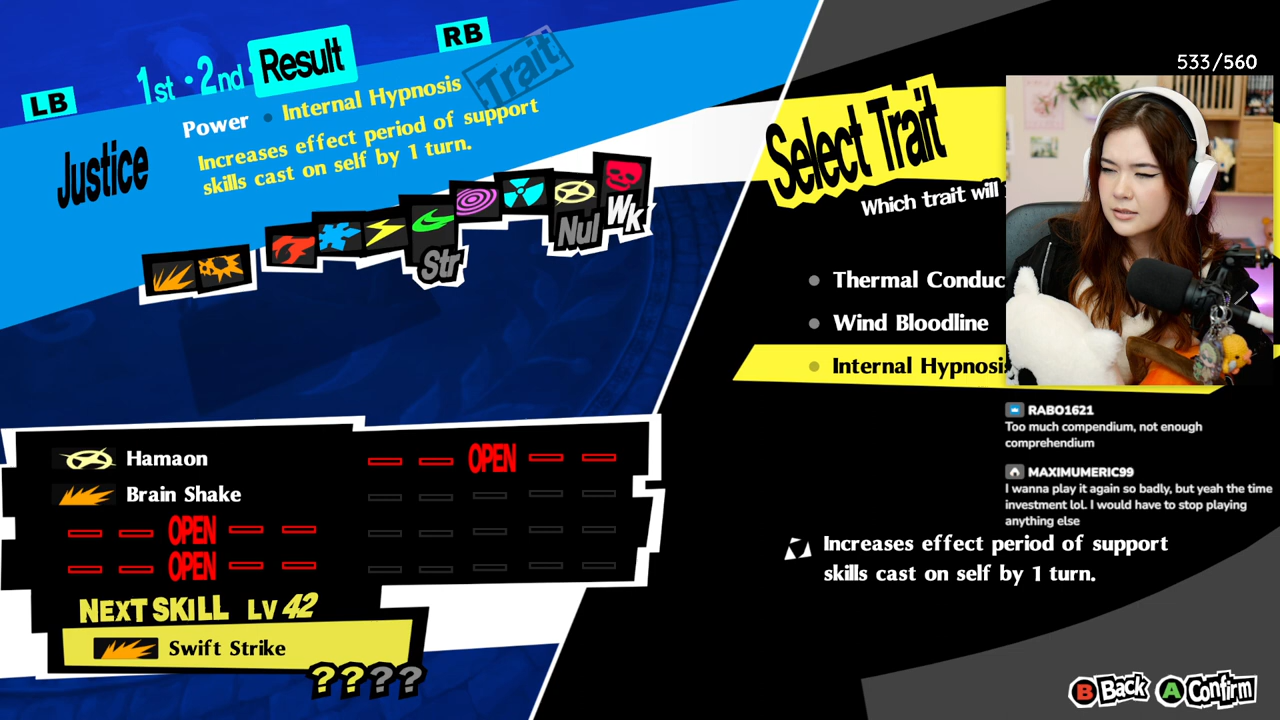 LB
1st・2nd
Result
RB
Trait
Justice
Power
Internal Hypnosis
Increases effect period of support
skills cast on self by 1 turn.
Str
Nul
Wk
Hamaon
OPEN
Brain Shake
OPEN
OPEN
NEXT SKILL LV 42
Swift Strike
????
Select Trait
Which trait will
Thermal Conduc
Wind Bloodline
Internal Hypnosis
Increases effect period of support
skills cast on self by 1 turn.
B Back A Confirm
533/560
RABO1621
Too much compendium, not enough
comprehendium
MAXIMUMERIC99
I wanna play it again so badly, but yeah the time
investment lol. I would have to stop playing
anything else